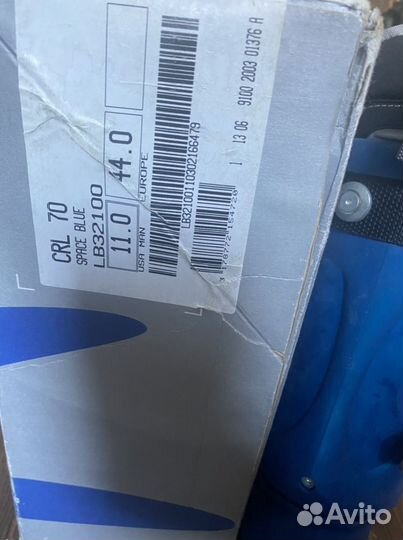 CRL 70
SPACE BLUE
LB32100
11.0 44.0
USA MAN EUROPE
LB32100110302166479
1 13 06 9100 2003 01376 A
Avito